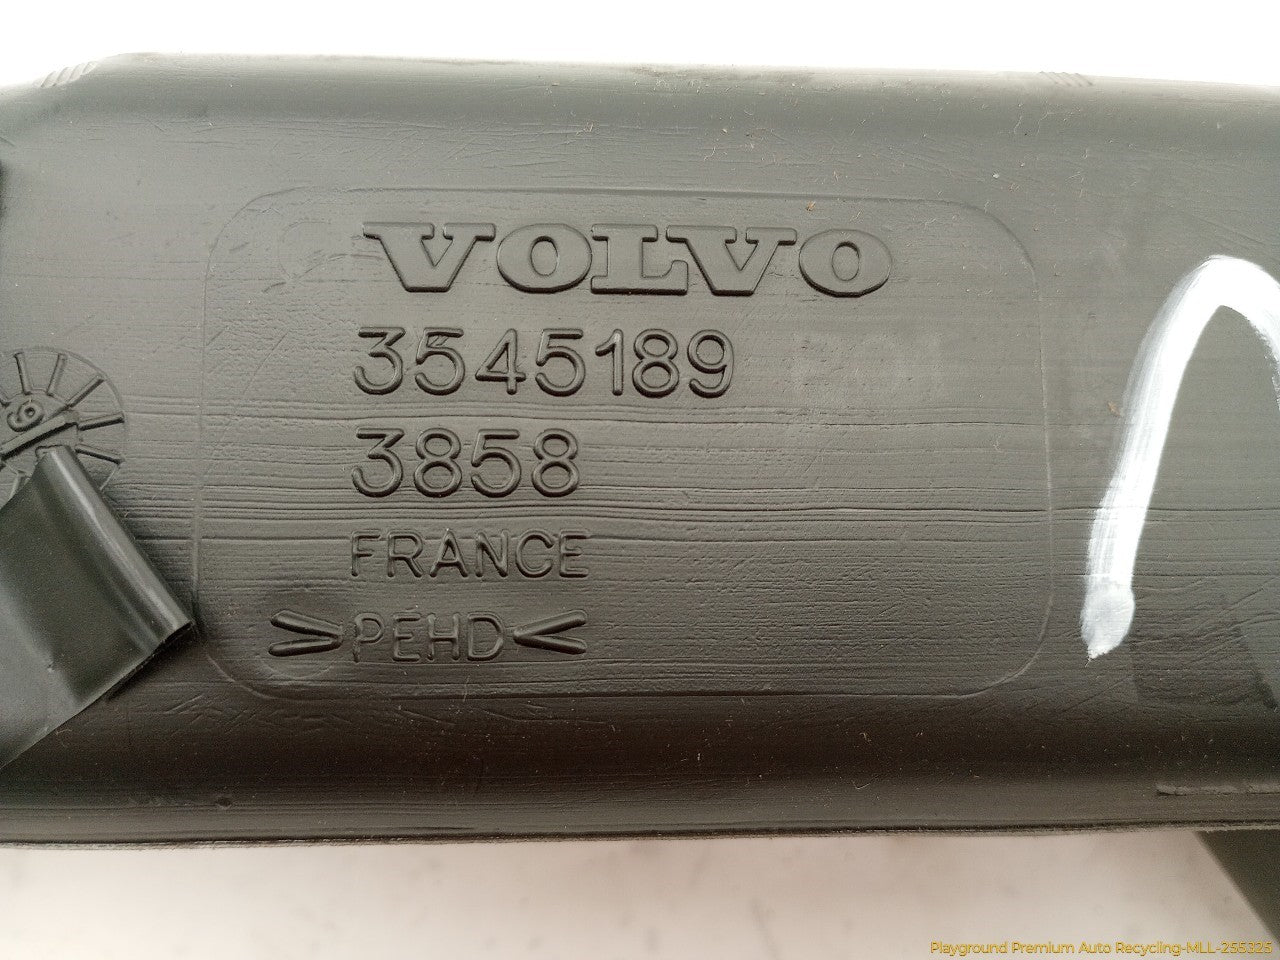 VOLVO
3545189
3858
FRANCE
>PEHD<
Playground Premium Auto Recycling-MLL-255325